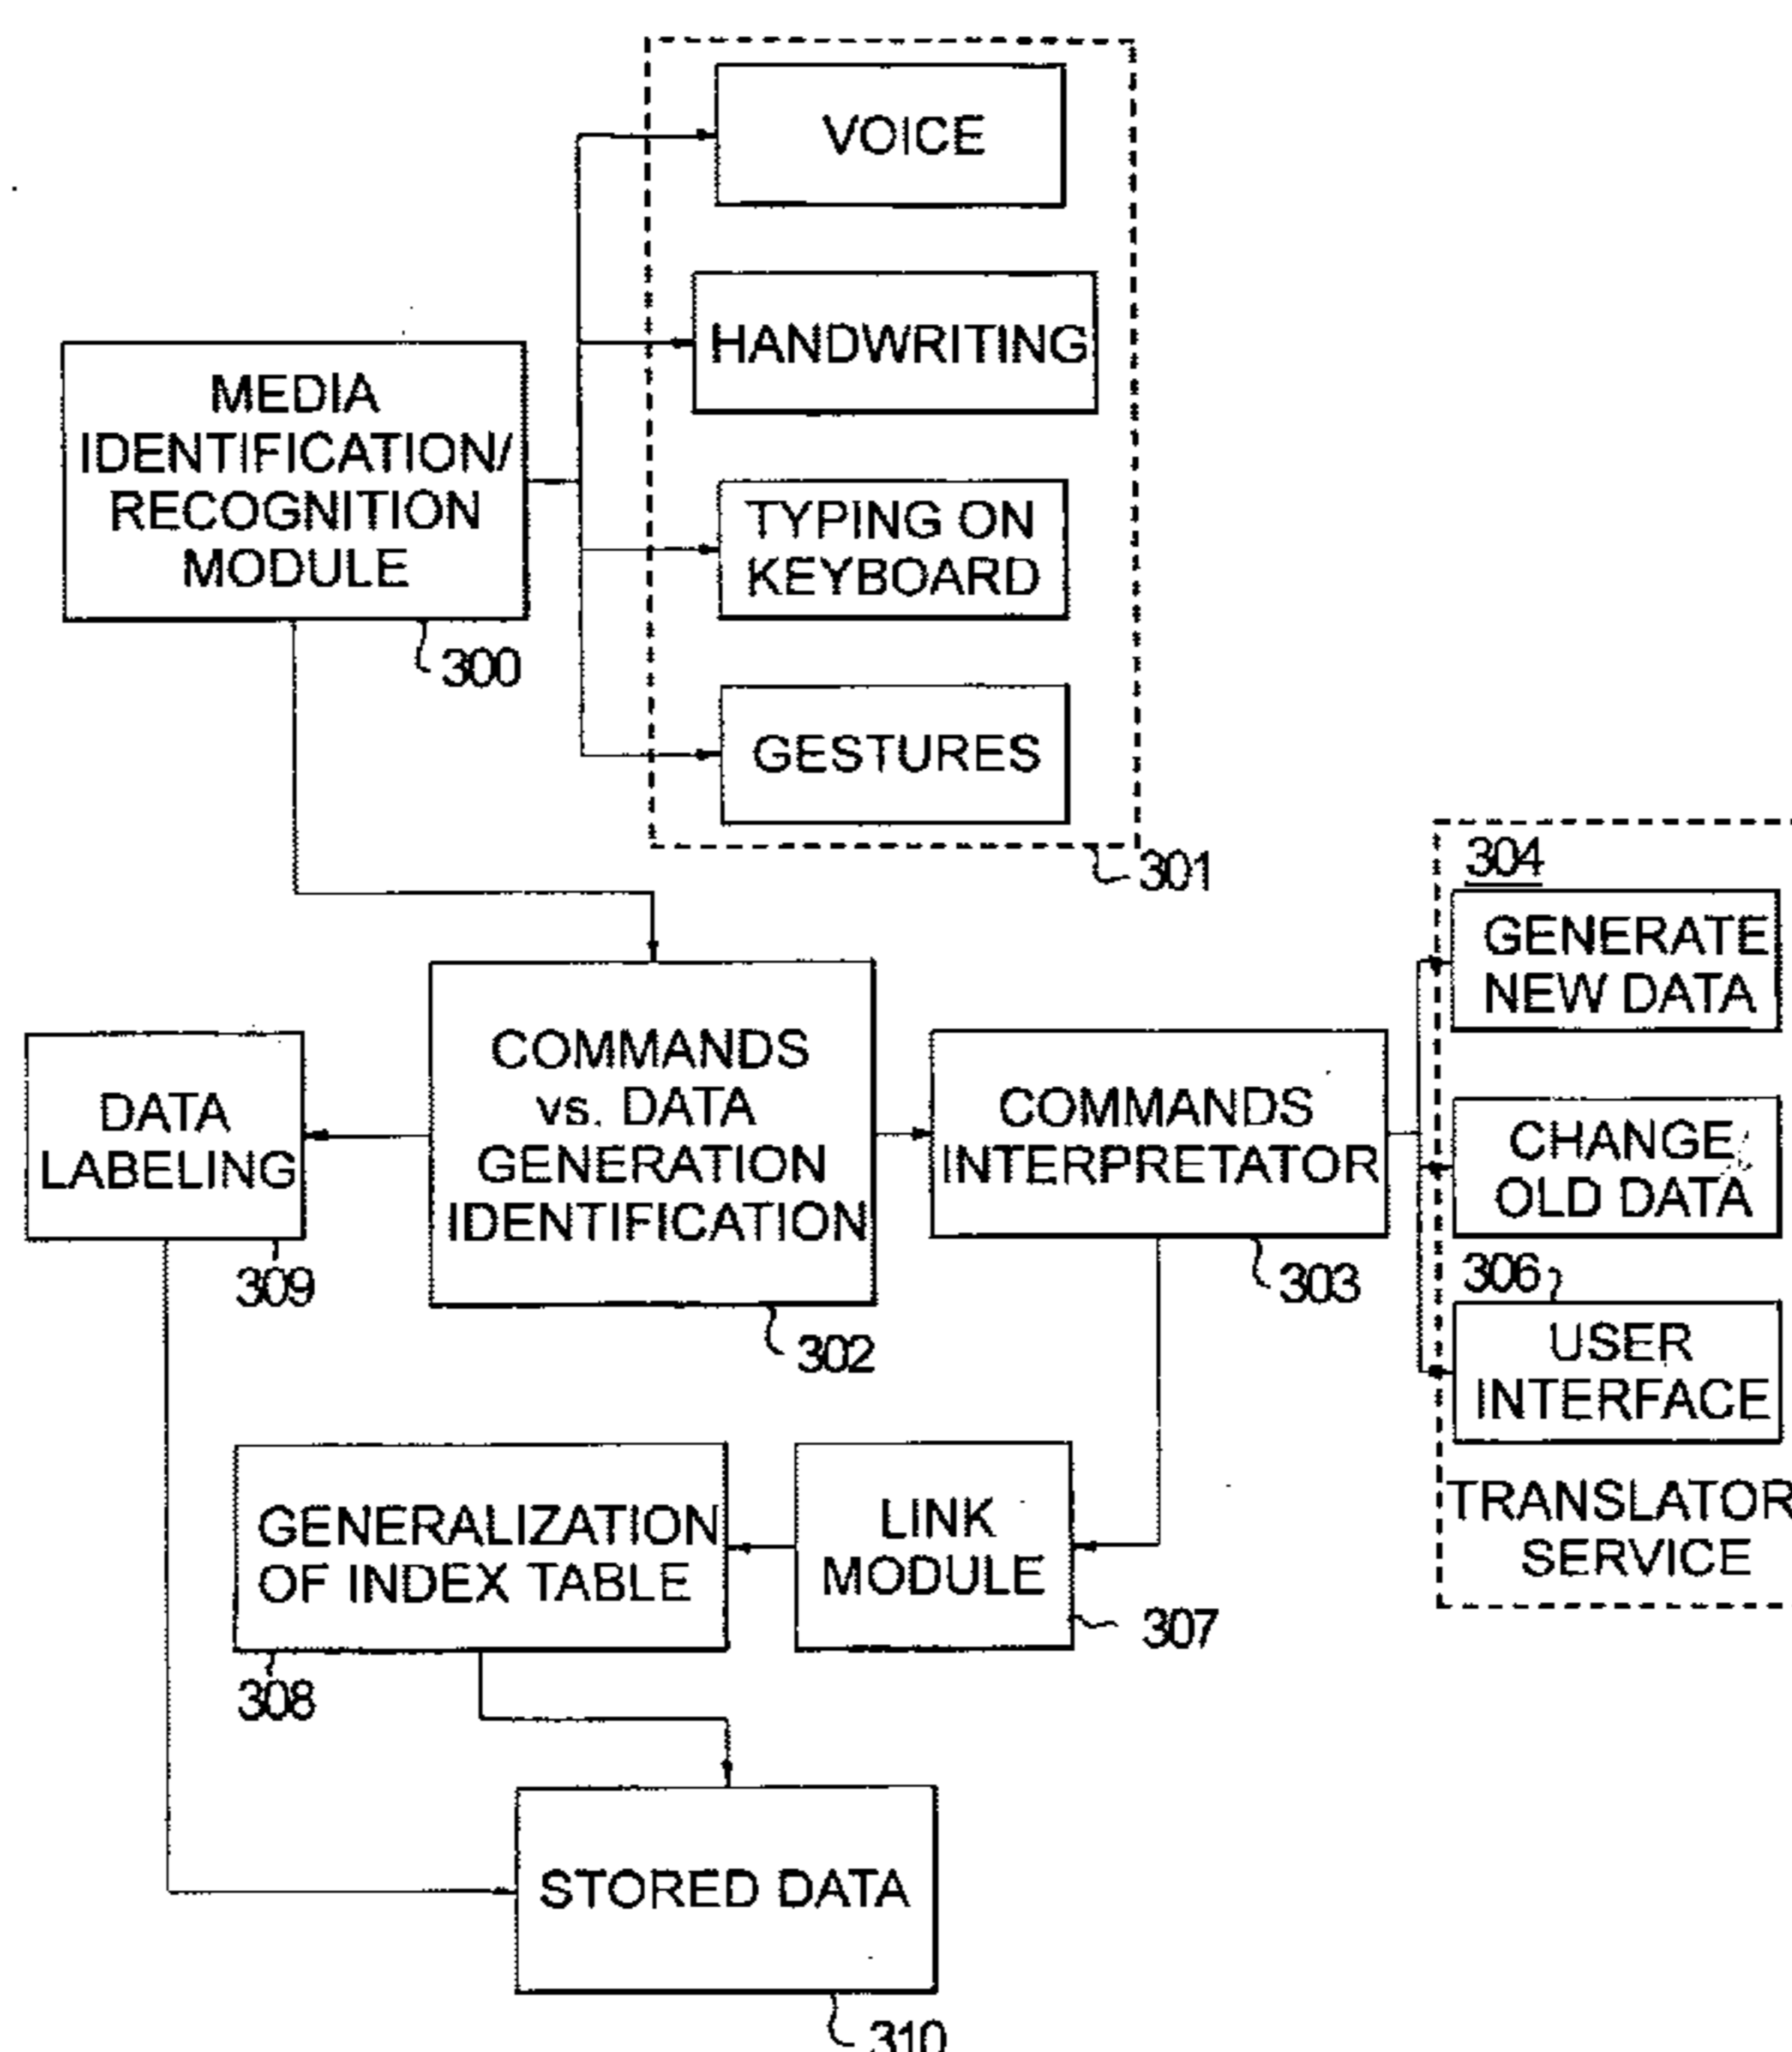 VOICE
HANDWRITING
MEDIA
IDENTIFICATION/
RECOGNITION
MODULE
300
TYPING ON
KEYBOARD
GESTURES
301
304
GENERATE
NEW DATA
COMMANDS
vs. DATA
GENERATION
IDENTIFICATION
302
DATA
LABELING
309
COMMANDS
INTERPRETATOR
303
CHANGE
OLD DATA
306
USER
INTERFACE
TRANSLATOR
SERVICE
GENERALIZATION
OF INDEX TABLE
308
LINK
MODULE
307
STORED DATA
310